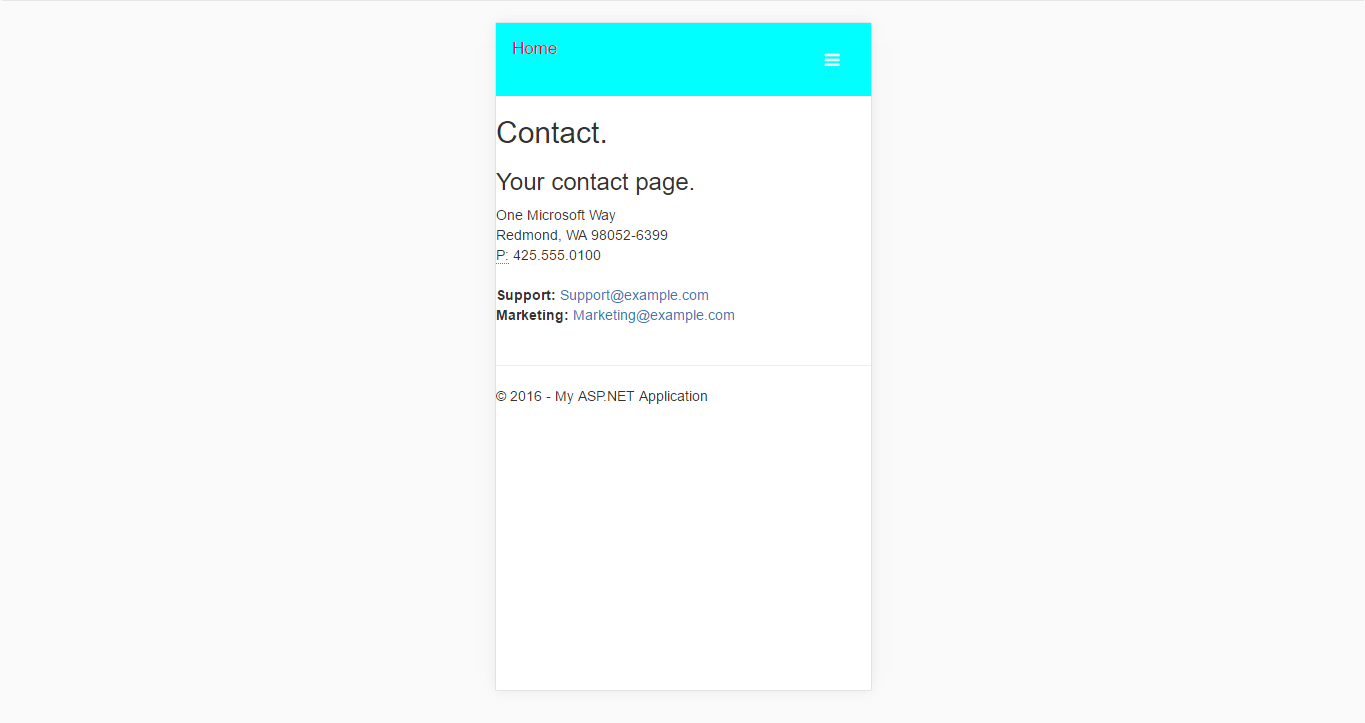 Home
Contact.
Your contact page.
One Microsoft Way
Redmond, WA 98052-6399
P: 425.555.0100
Support: Support@example.com
Marketing: Marketing@example.com
© 2016 - My ASP.NET Application